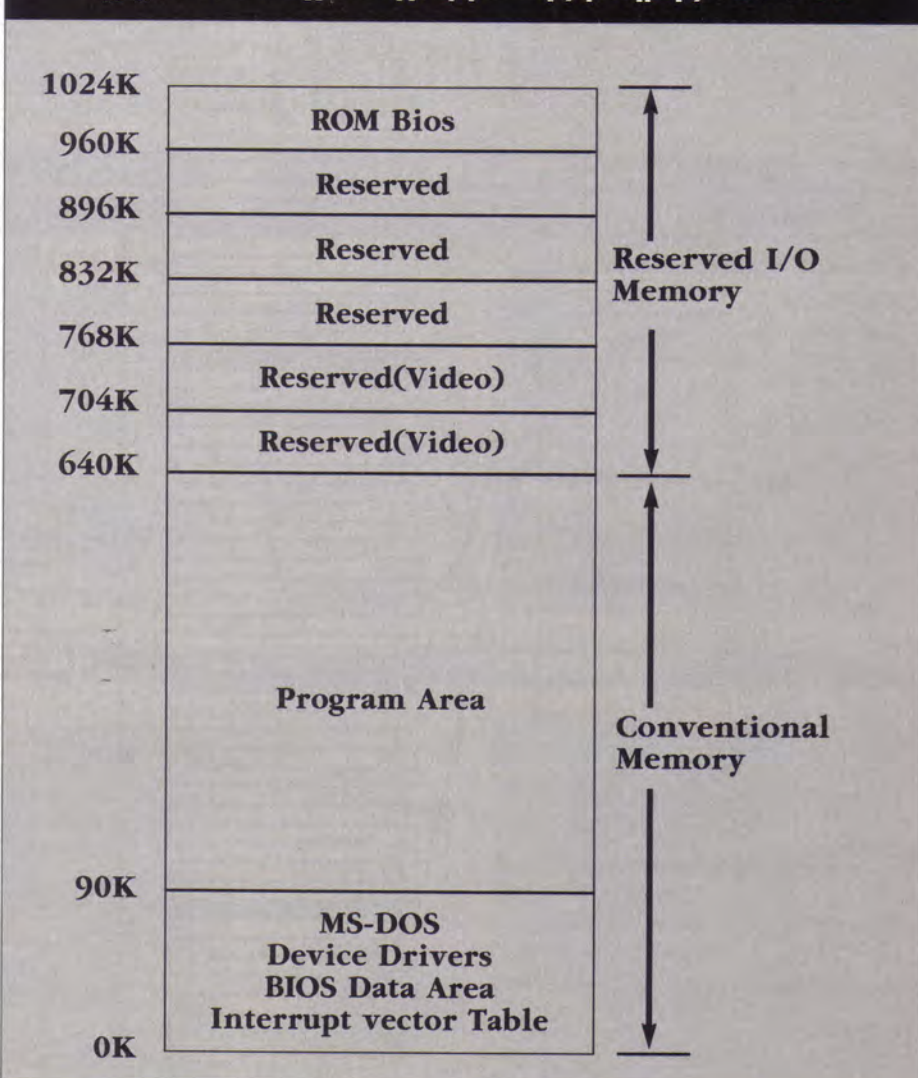 1024K
ROM Bios
960K
Reserved
896K
Reserved
832K
Reserved
768K
Reserved(Video)
704K
Reserved(Video)
640K
Reserved I/O
Memory
Program Area
Conventional
Memory
90K
MS-DOS
Device Drivers
BIOS Data Area
Interrupt vector Table
0K